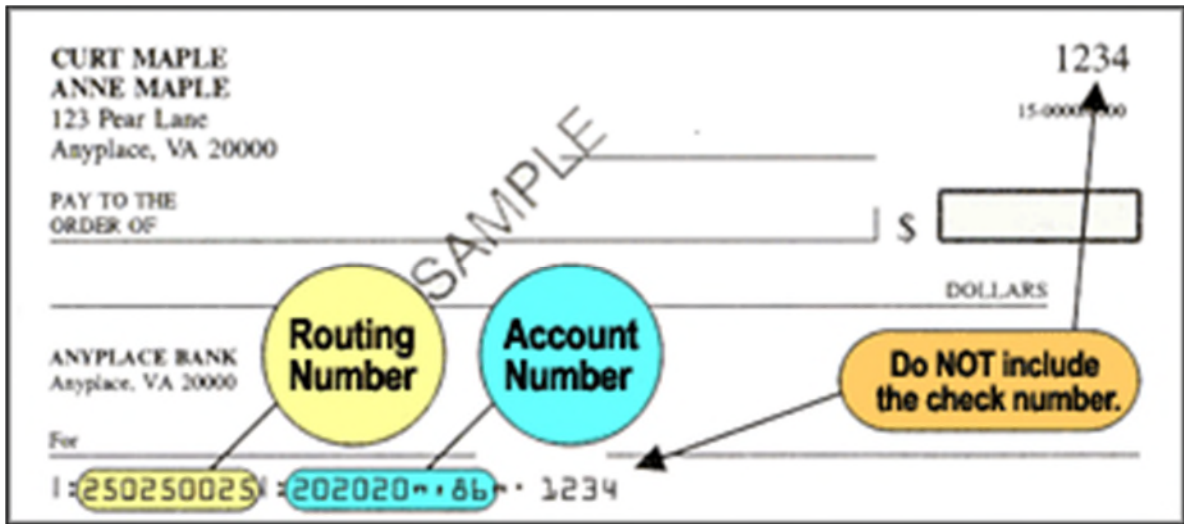 CURT MAPLE
ANNE MAPLE
123 Pear Lane
Anyplace, VA 20000
1234
SAMPLE
PAY TO THE
ORDER OF
$
DOLLARS
Routing
Number
Account
Number
Do NOT include
the check number.
ANYPLACE BANK
Anyplace, VA 20000
For
250250025 202020 86 1234